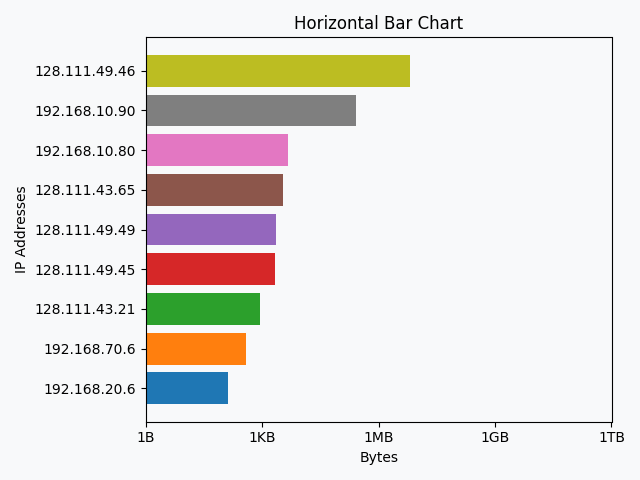 Horizontal Bar Chart
IP Addresses
128.111.49.46
192.168.10.90
192.168.10.80
128.111.43.65
128.111.49.49
128.111.49.45
128.111.43.21
192.168.70.6
192.168.20.6
1B 1KB 1MB 1GB 1TB
Bytes